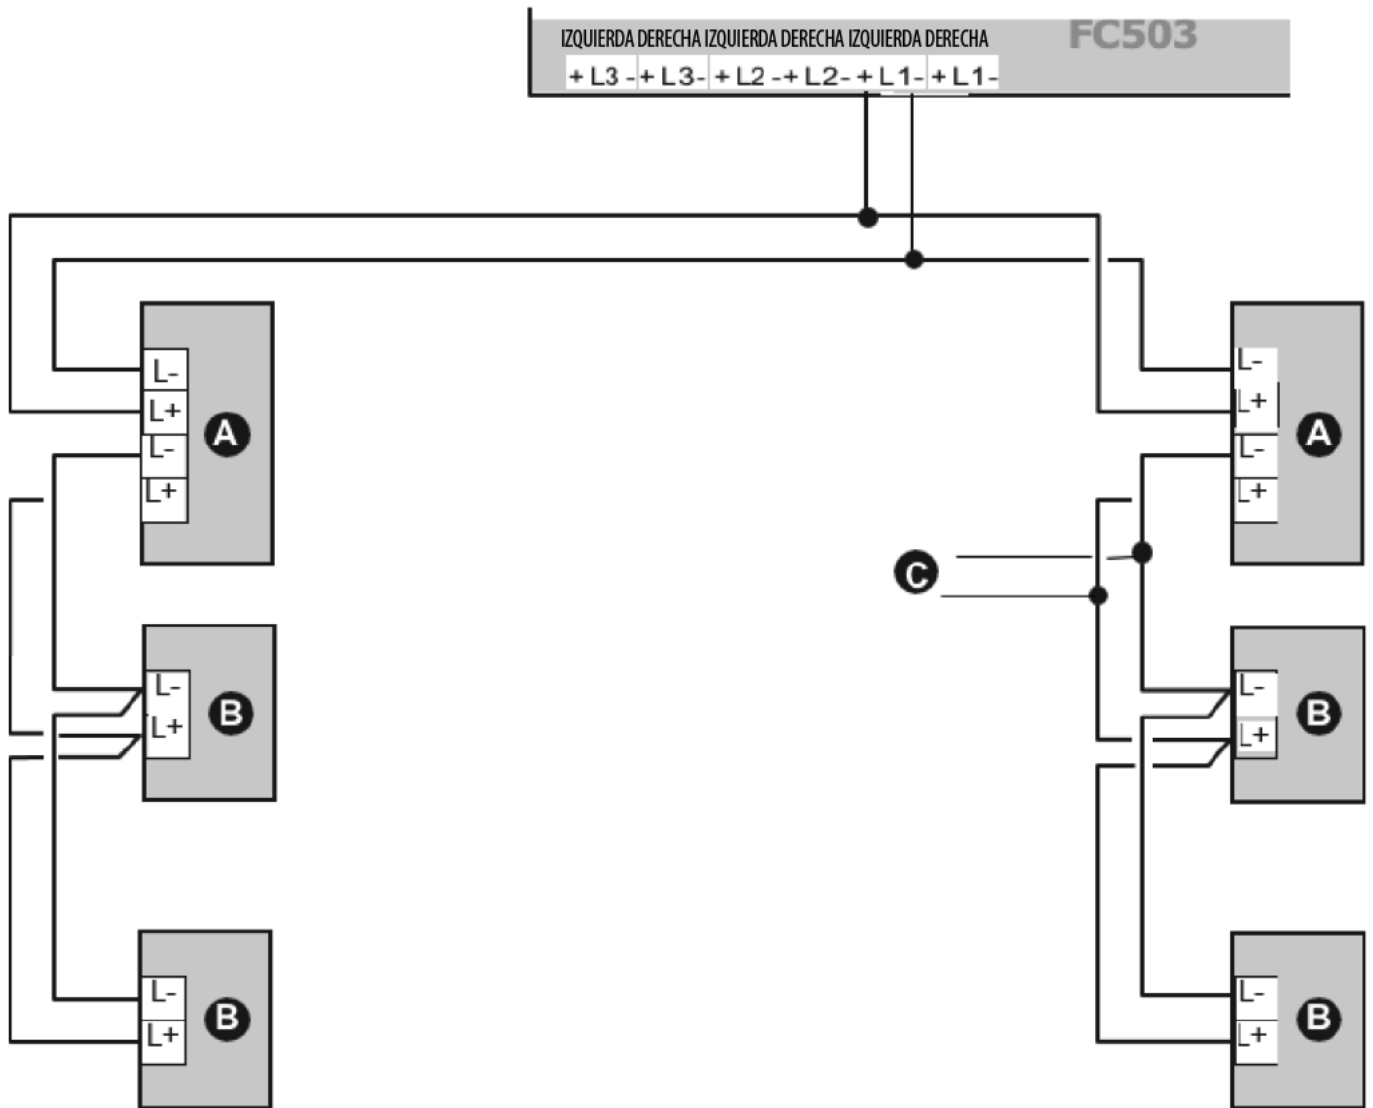 FC503
IZQUIERDA DERECHA IZQUIERDA DERECHA IZQUIERDA DERECHA
+ L3 - + L3 - + L2 - + L2 - + L1 - + L1 -
L-
L+
L-
L+
A
L-
L+
L-
L+
A
C
L-
L+
B
L-
L+
B
L-
L+
B
L-
L+
B